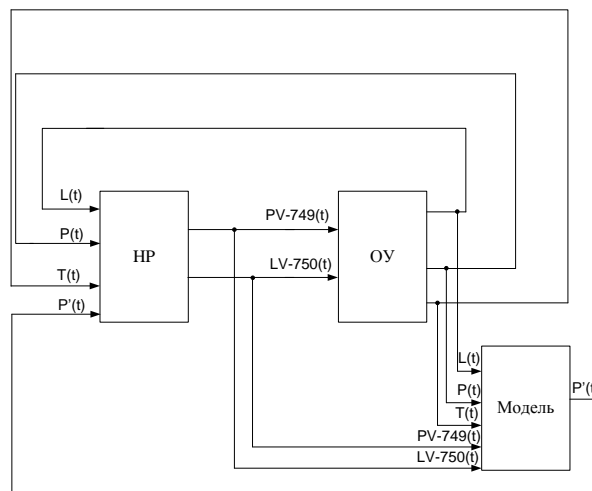 L(t)
P(t)
T(t)
P'(t)
НР
PV-749(t)
LV-750(t)
ОУ
L(t)
P(t)
T(t)
PV-749(t)
LV-750(t)
Модель
P'(t